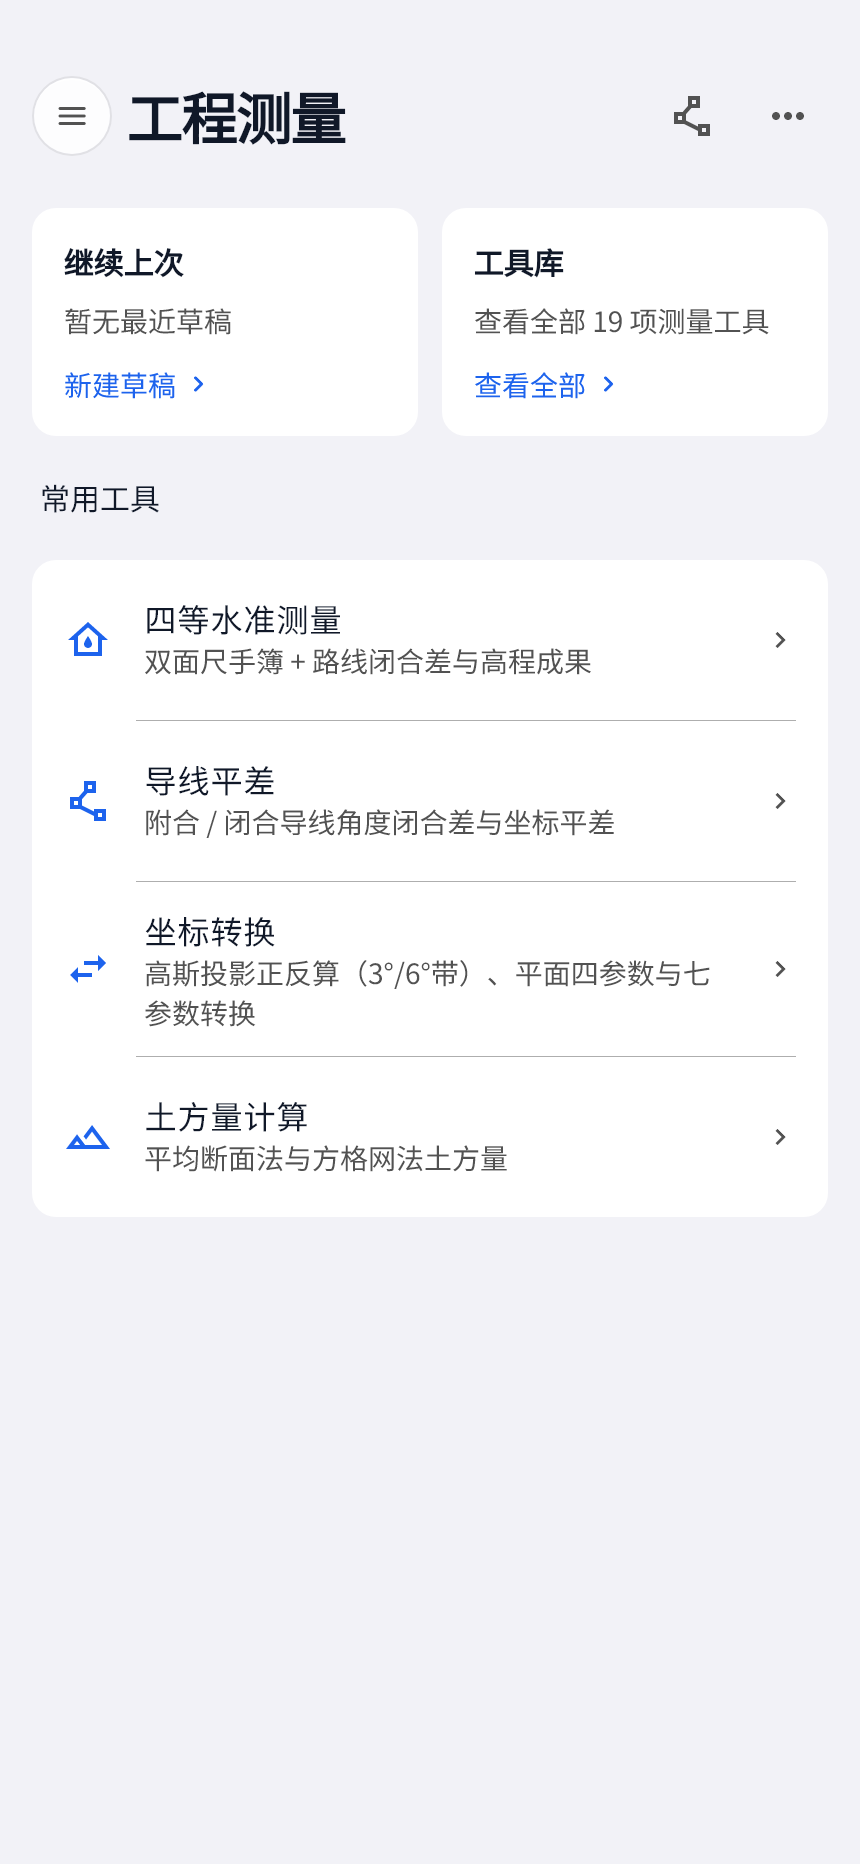 工程测量
继续上次
暂无最近草稿
新建草稿
工具库
查看全部 19 项测量工具
查看全部
常用工具
四等水准测量
双面尺手簿 + 路线闭合差与高程成果
导线平差
附合 / 闭合导线角度闭合差与坐标平差
坐标转换
高斯投影正反算（3°/6°带）、平面四参数与七
参数转换
土方量计算
平均断面法与方格网法土方量